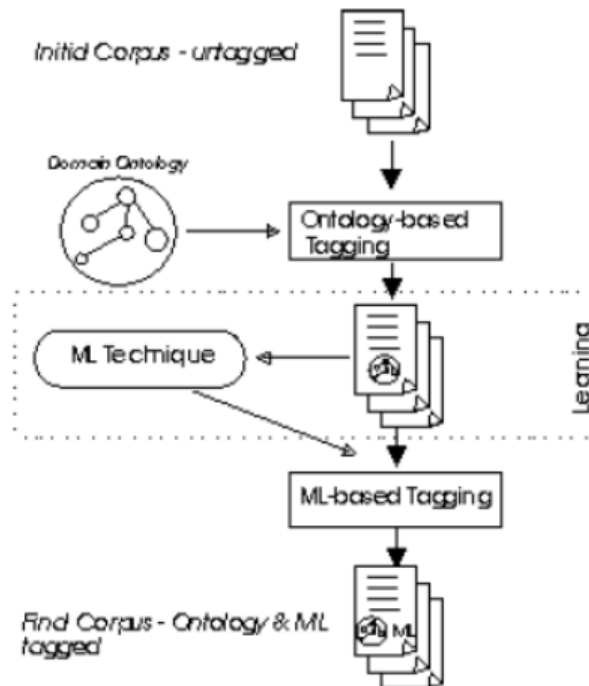 Initial Corpus - untagged
Domain Ontology
Ontology-based
Tagging
ML Technique
Learning
ML-based Tagging
Final Corpus - Ontology & ML
tagged
ML